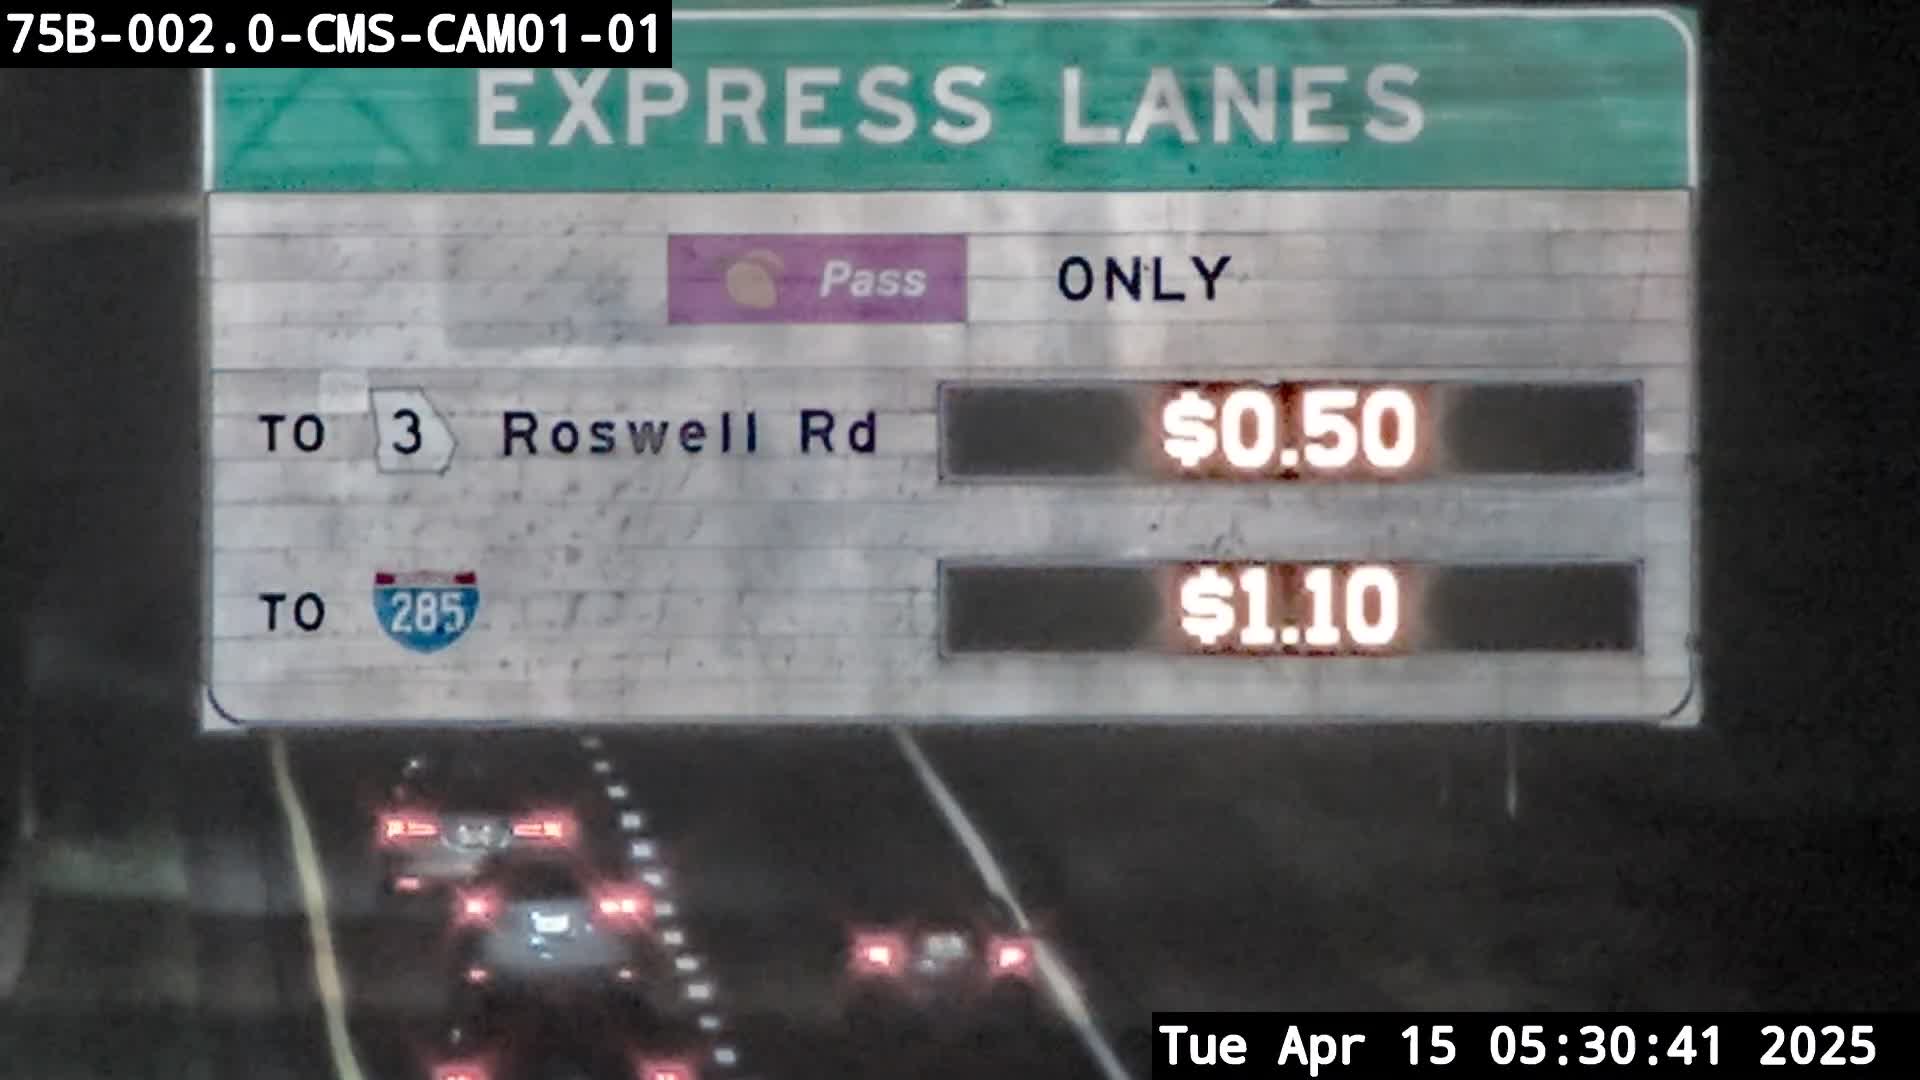 75B-002.0-CMS-CAM01-01
EXPRESS LANES
Pass ONLY
TO 3 Roswell Rd $0.50
TO 285 $1.10
Tue Apr 15 05:30:41 2025